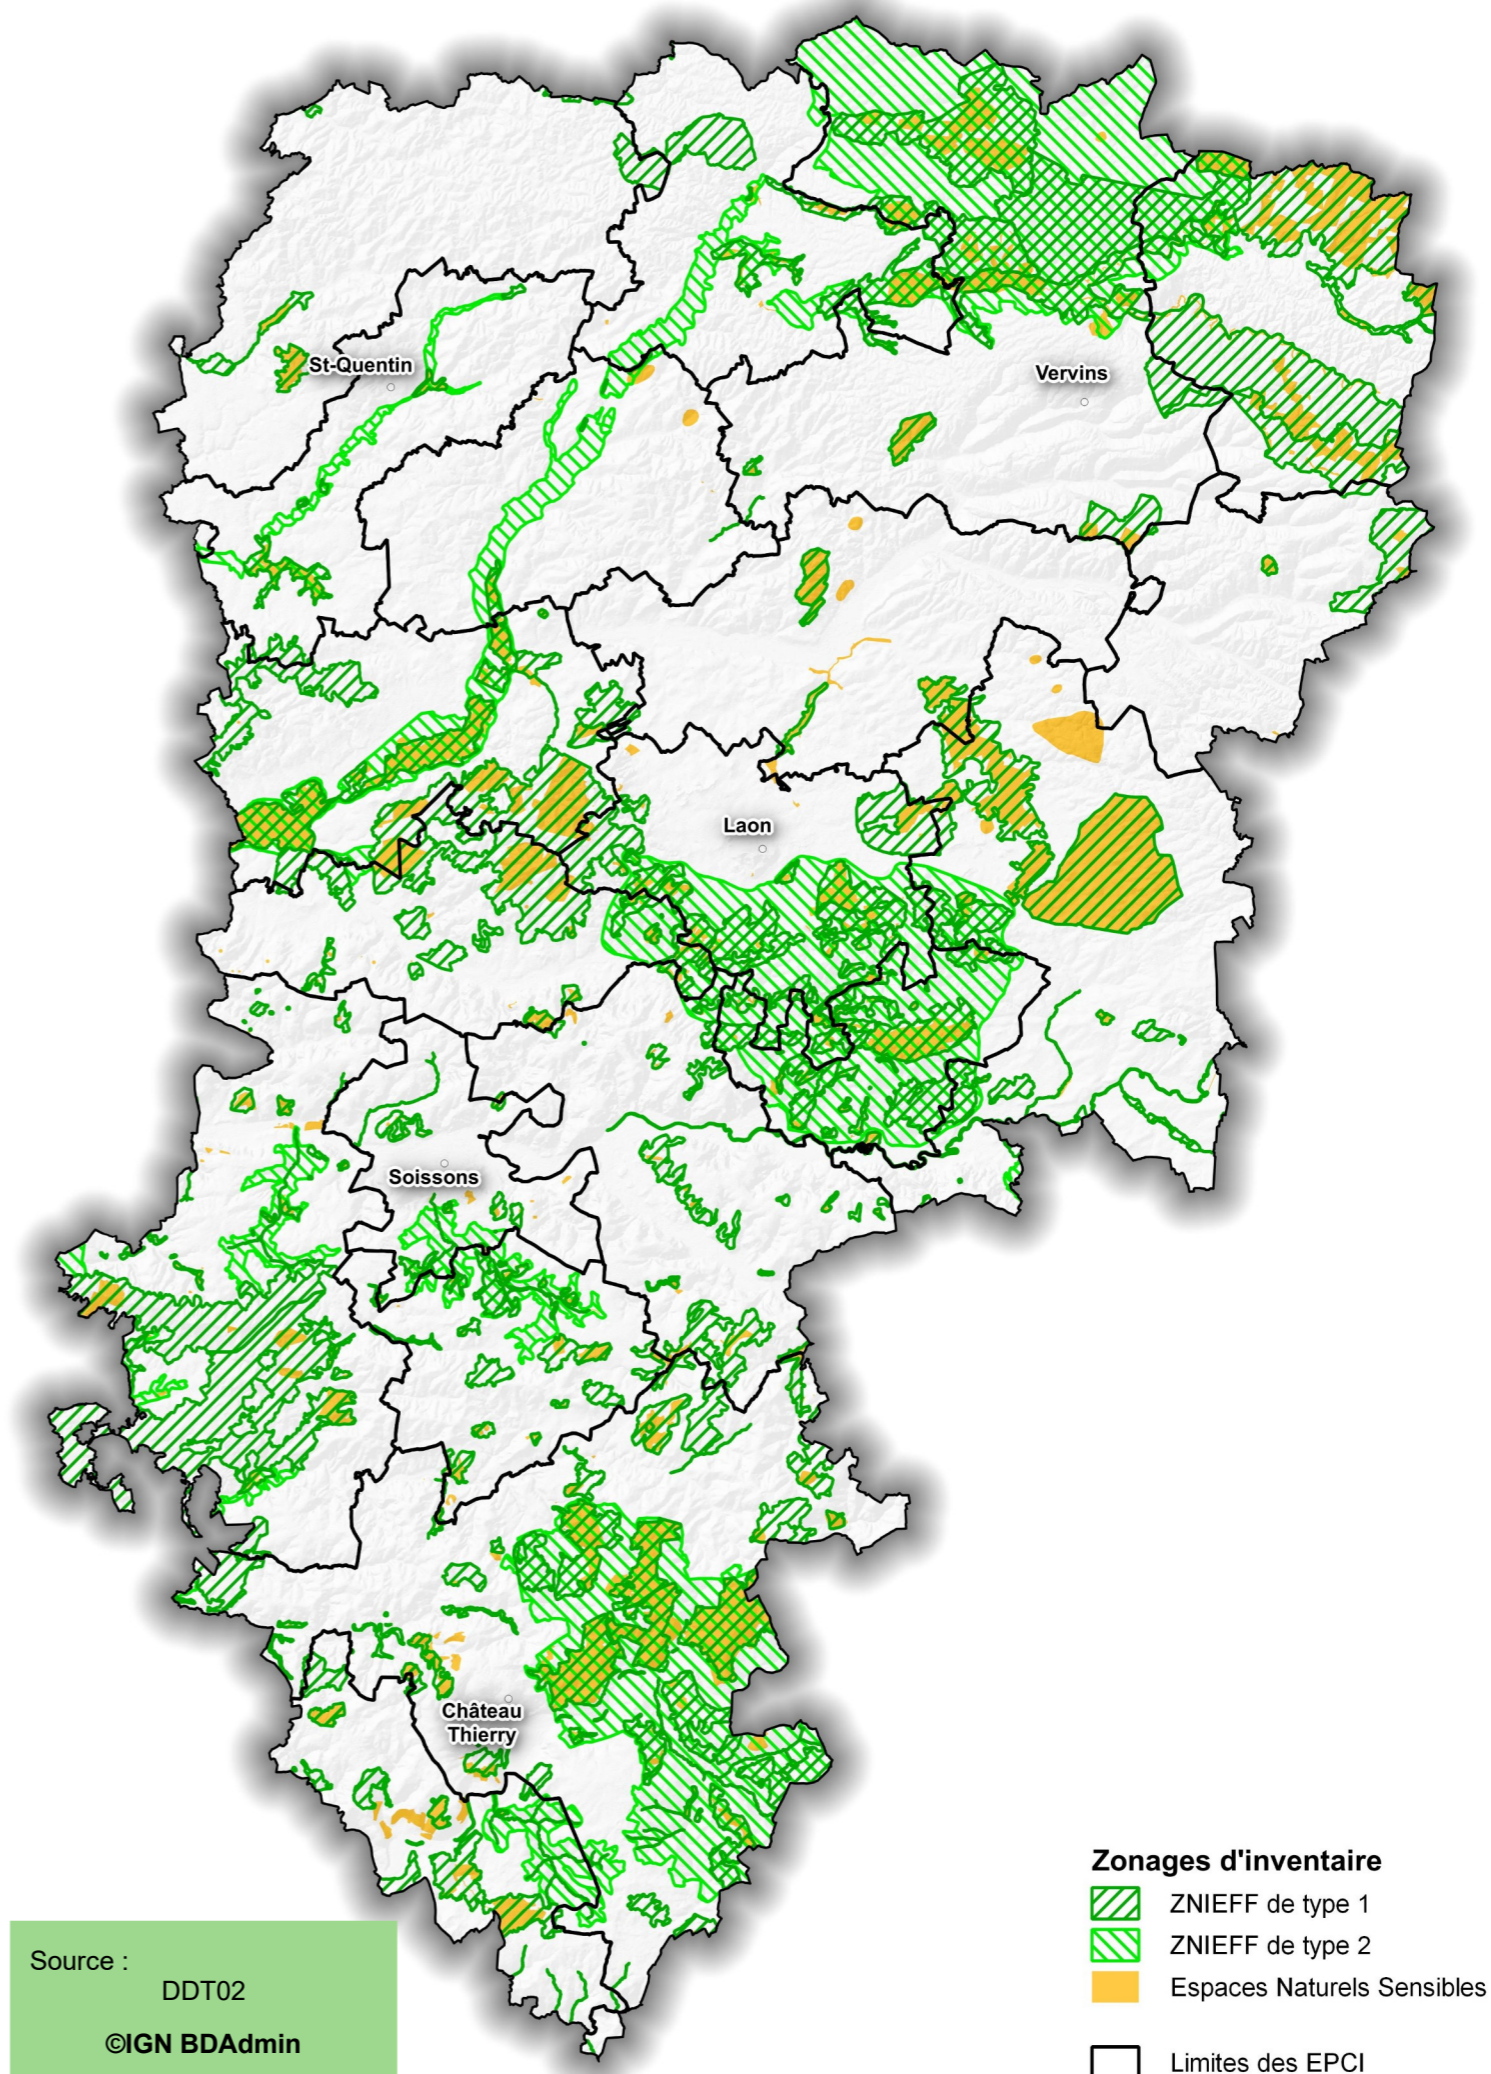 St-Quentin
Vervins
Laon
Soissons
Château
Thierry
Zonages d'inventaire
ZNIEFF de type 1
ZNIEFF de type 2
Espaces Naturels Sensibles
Limites des EPCI
Source :
DDT02
©IGN BDAdmin